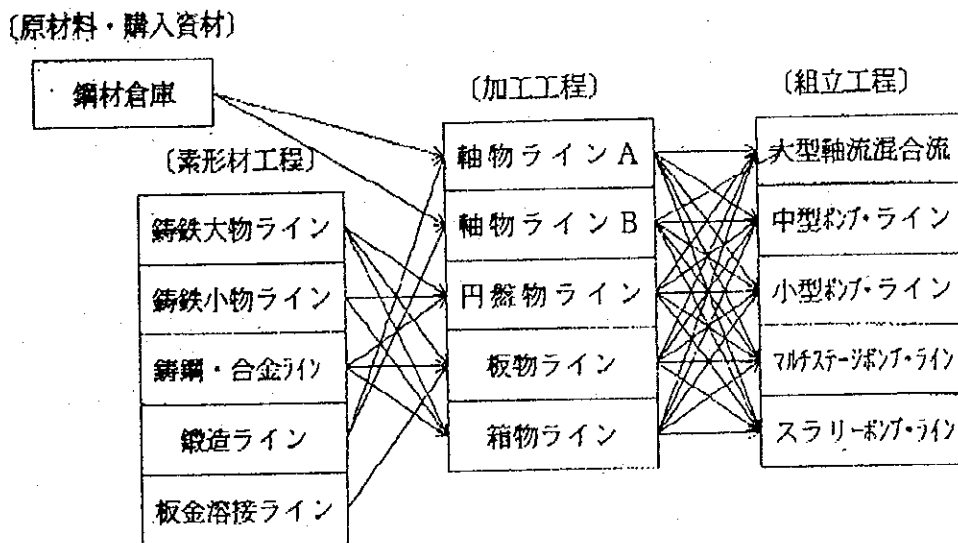 〔原材料・購入資材〕
鋼材倉庫
〔素形材工程〕
鋳鉄大物ライン
鋳鉄小物ライン
鋳鋼・合金ライン
鍛造ライン
板金溶接ライン
〔加工工程〕
軸物ラインA
軸物ラインB
円盤物ライン
板物ライン
箱物ライン
〔組立工程〕
大型軸流混合流
中型ポンプ・ライン
小型ポンプ・ライン
マルチステージポンプ・ライン
スラリーポンプ・ライン